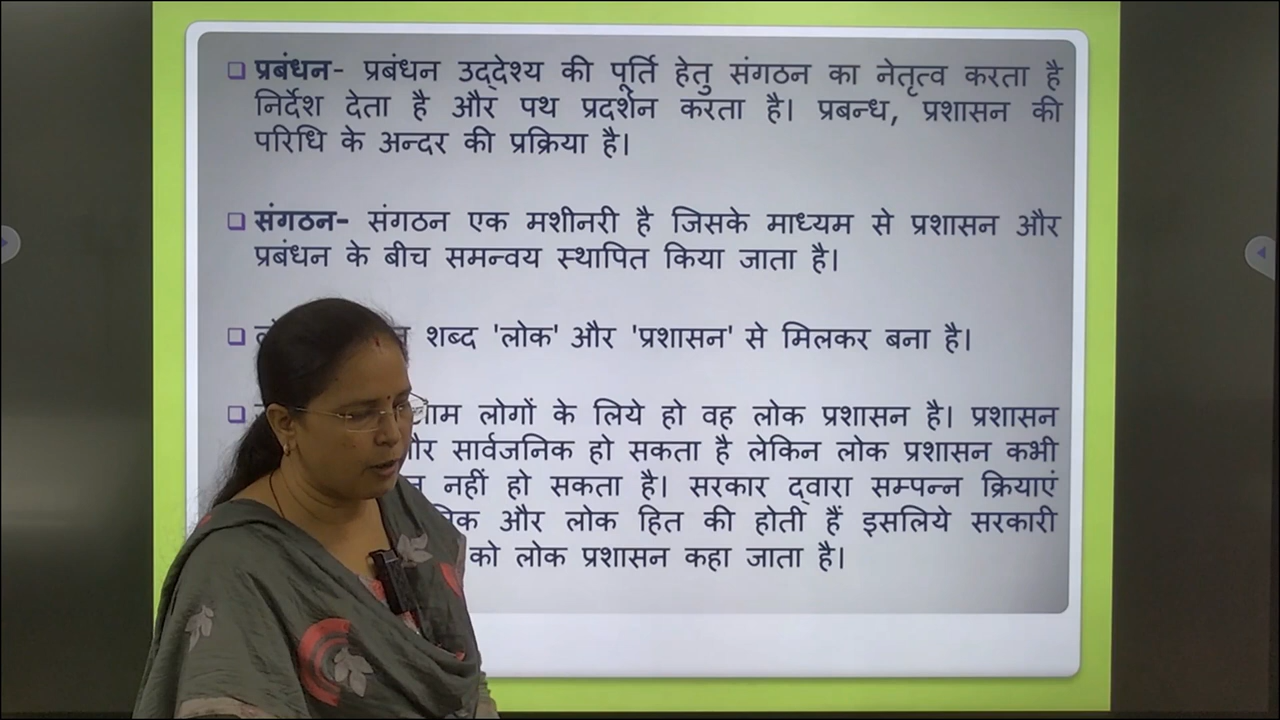 प्रबंधन- प्रबंधन उद्देश्य की पूर्ति हेतु संगठन का नेतृत्व करता है
निर्देश देता है और पथ प्रदर्शन करता है। प्रबन्ध, प्रशासन की
परिधि के अन्दर की प्रक्रिया है।
संगठन- संगठन एक मशीनरी है जिसके माध्यम से प्रशासन और
प्रबंधन के बीच समन्वय स्थापित किया जाता है।
शब्द 'लोक' और 'प्रशासन' से मिलकर बना है।
लोगों के लिये हो वह लोक प्रशासन है। प्रशासन
सार्वजनिक हो सकता है लेकिन लोक प्रशासन कभी
नहीं हो सकता है। सरकार द्वारा सम्पन्न क्रियाएं
और लोक हित की होती हैं इसलिये सरकारी
को लोक प्रशासन कहा जाता है।